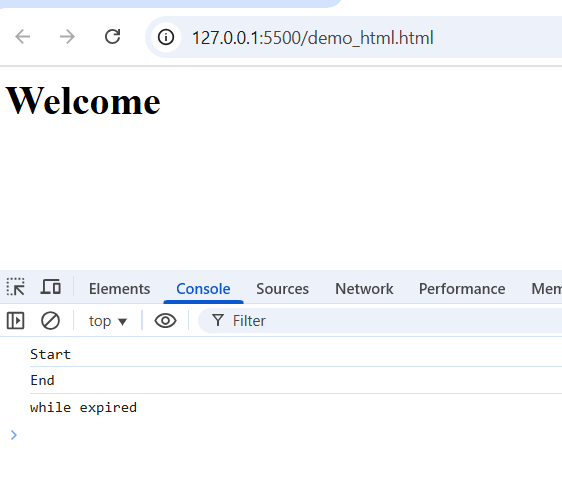 127.0.0.1:5500/demo_html.html
Welcome
Elements Console Sources Network Performance Mem
top Filter
Start
End
while expired